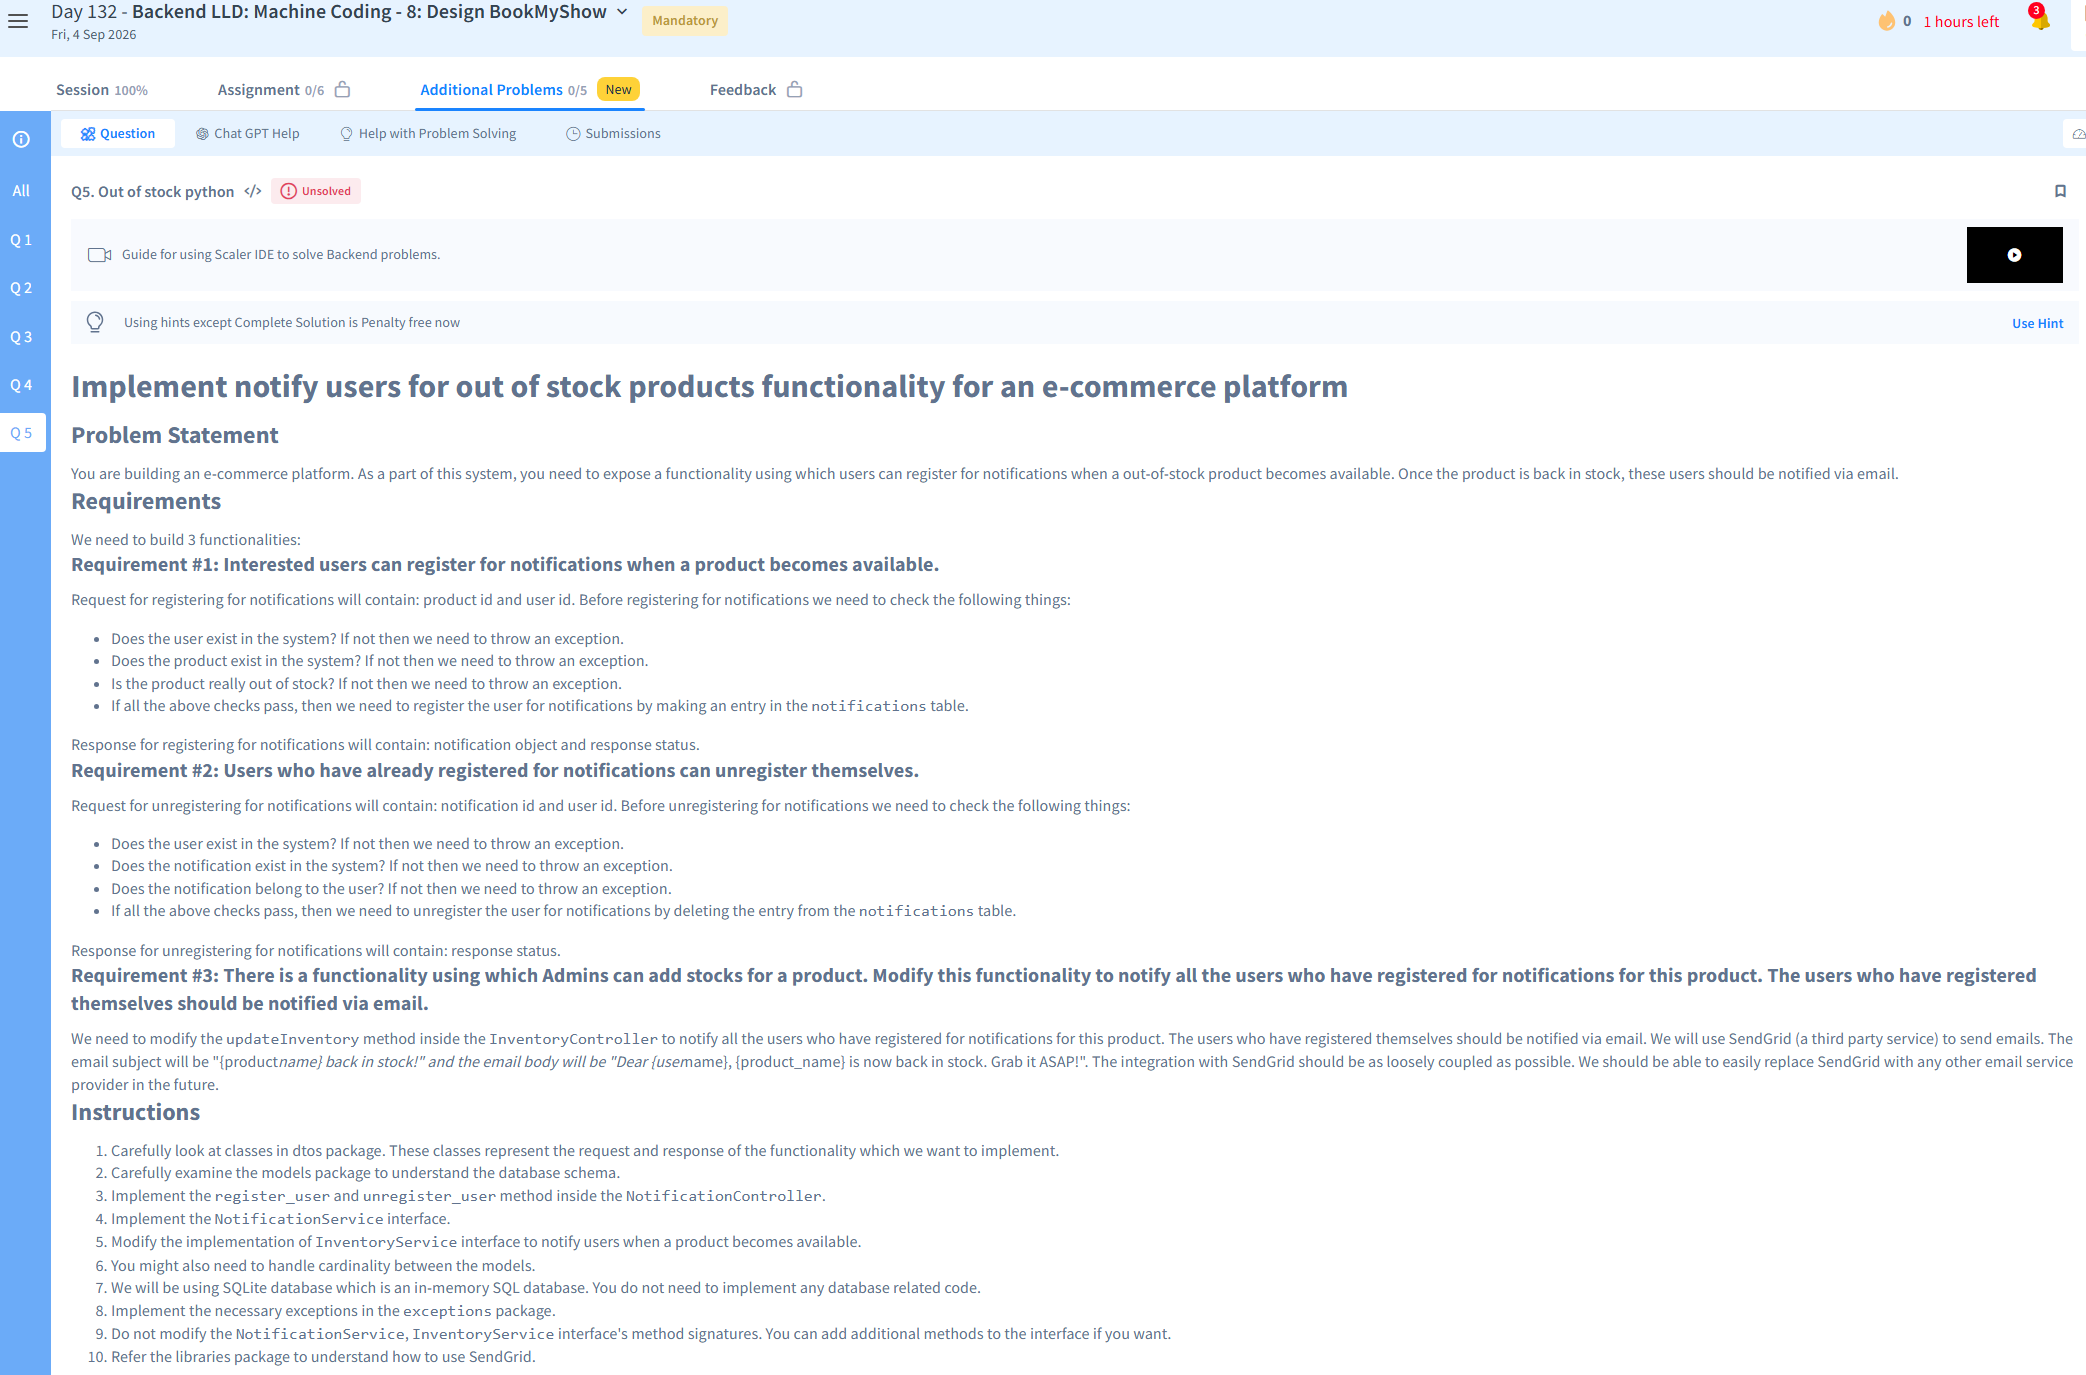 Day 132 - Backend LLD: Machine Coding - 8: Design BookMyShow
Mandatory
Fri, 4 Sep 2026
0
1 hours left
3
Session 100%
Assignment 0/6
Additional Problems 0/5
New
Feedback
Question
Chat GPT Help
Help with Problem Solving
Submissions
All
Q 1
Q 2
Q 3
Q 4
Q 5
Q5. Out of stock python </>
Unsolved
Guide for using Scaler IDE to solve Backend problems.
Using hints except Complete Solution is Penalty free now
Use Hint
Implement notify users for out of stock products functionality for an e-commerce platform
Problem Statement
You are building an e-commerce platform. As a part of this system, you need to expose a functionality using which users can register for notifications when a out-of-stock product becomes available. Once the product is back in stock, these users should be notified via email.
Requirements
We need to build 3 functionalities:
Requirement #1: Interested users can register for notifications when a product becomes available.
Request for registering for notifications will contain: product id and user id. Before registering for notifications we need to check the following things:
• Does the user exist in the system? If not then we need to throw an exception.
• Does the product exist in the system? If not then we need to throw an exception.
• Is the product really out of stock? If not then we need to throw an exception.
• If all the above checks pass, then we need to register the user for notifications by making an entry in the notifications table.
Response for registering for notifications will contain: notification object and response status.
Requirement #2: Users who have already registered for notifications can unregister themselves.
Request for unregistering for notifications will contain: notification id and user id. Before unregistering for notifications we need to check the following things:
• Does the user exist in the system? If not then we need to throw an exception.
• Does the notification exist in the system? If not then we need to throw an exception.
• Does the notification belong to the user? If not then we need to throw an exception.
• If all the above checks pass, then we need to unregister the user for notifications by deleting the entry from the notifications table.
Response for unregistering for notifications will contain: response status.
Requirement #3: There is a functionality using which Admins can add stocks for a product. Modify this functionality to notify all the users who have registered for notifications for this product. The users who have registered
themselves should be notified via email.
We need to modify the updateInventory method inside the InventoryController to notify all the users who have registered for notifications for this product. The users who have registered themselves should be notified via email. We will use SendGrid (a third party service) to send emails. The
email subject will be "{productname} back in stock!" and the email body will be "Dear {usemame}, {product_name} is now back in stock. Grab it ASAP!". The integration with SendGrid should be as loosely coupled as possible. We should be able to easily replace SendGrid with any other email service
provider in the future.
Instructions
1. Carefully look at classes in dtos package. These classes represent the request and response of the functionality which we want to implement.
2. Carefully examine the models package to understand the database schema.
3. Implement the register_user and unregister_user method inside the NotificationController.
4. Implement the NotificationService interface.
5. Modify the implementation of InventoryService interface to notify users when a product becomes available.
6. You might also need to handle cardinality between the models.
7. We will be using SQLite database which is an in-memory SQL database. You do not need to implement any database related code.
8. Implement the necessary exceptions in the exceptions package.
9. Do not modify the NotificationService, InventoryService interface's method signatures. You can add additional methods to the interface if you want.
10. Refer the libraries package to understand how to use SendGrid.